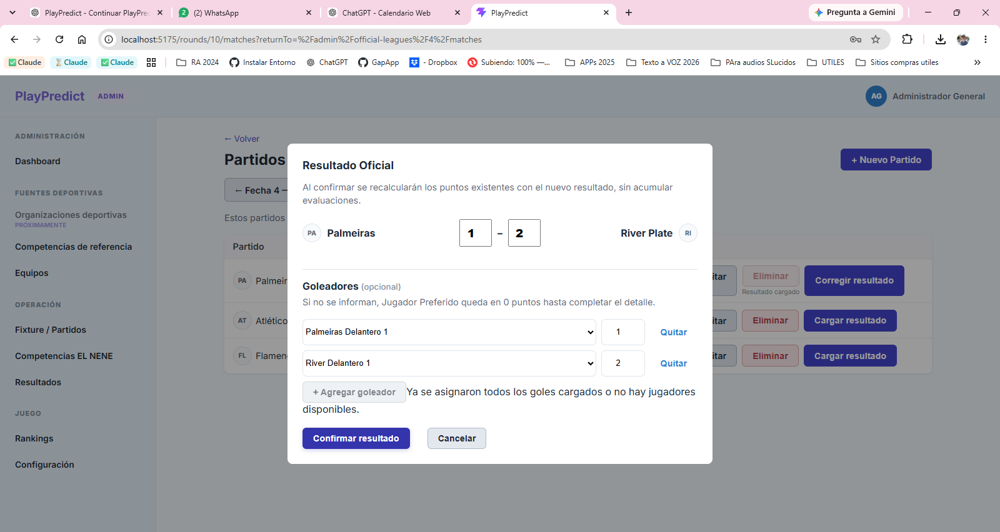 PlayPredict - Continuar PlayPre
2
(2) WhatsApp
ChatGPT - Calendario Web
PlayPredict
Pregunta a Gemini
localhost:5175/rounds/10/matches?returnTo=%2Fadmin%2Fofficial-leagues%2F4%2Fmatches
Claude
Claude
Claude
RA 2024
Instalar Entorno
ChatGPT
GapApp
- Dropbox
Subiendo: 100% —...
APPs 2025
Texto a VOZ 2026
PAra audios SLucidos
UTILES
Sitios compras utiles
PlayPredict
ADMIN
AG
Administrador General
ADMINISTRACIÓN
Dashboard
FUENTES DEPORTIVAS
Organizaciones deportivas
PRÓXIMAMENTE
Competencias de referencia
Equipos
OPERACIÓN
Fixture / Partidos
Competencias EL NENE
Resultados
JUEGO
Rankings
Configuración
← Volver
Partidos
+ Nuevo Partido
← Fecha 4 —
Estos partidos
Partido
PA
Palmeir
itar
Eliminar
Resultado cargado
Corregir resultado
AT
Atlético
itar
Eliminar
Cargar resultado
FL
Flameng
itar
Eliminar
Cargar resultado
Resultado Oficial
Al confirmar se recalcularán los puntos existentes con el nuevo resultado, sin acumular
evaluaciones.
PA
Palmeiras
1 – 2
River Plate
RI
Goleadores (opcional)
Si no se informan, Jugador Preferido queda en 0 puntos hasta completar el detalle.
Palmeiras Delantero 1
1
Quitar
River Delantero 1
2
Quitar
+ Agregar goleador
Ya se asignaron todos los goles cargados o no hay jugadores
disponibles.
Confirmar resultado
Cancelar